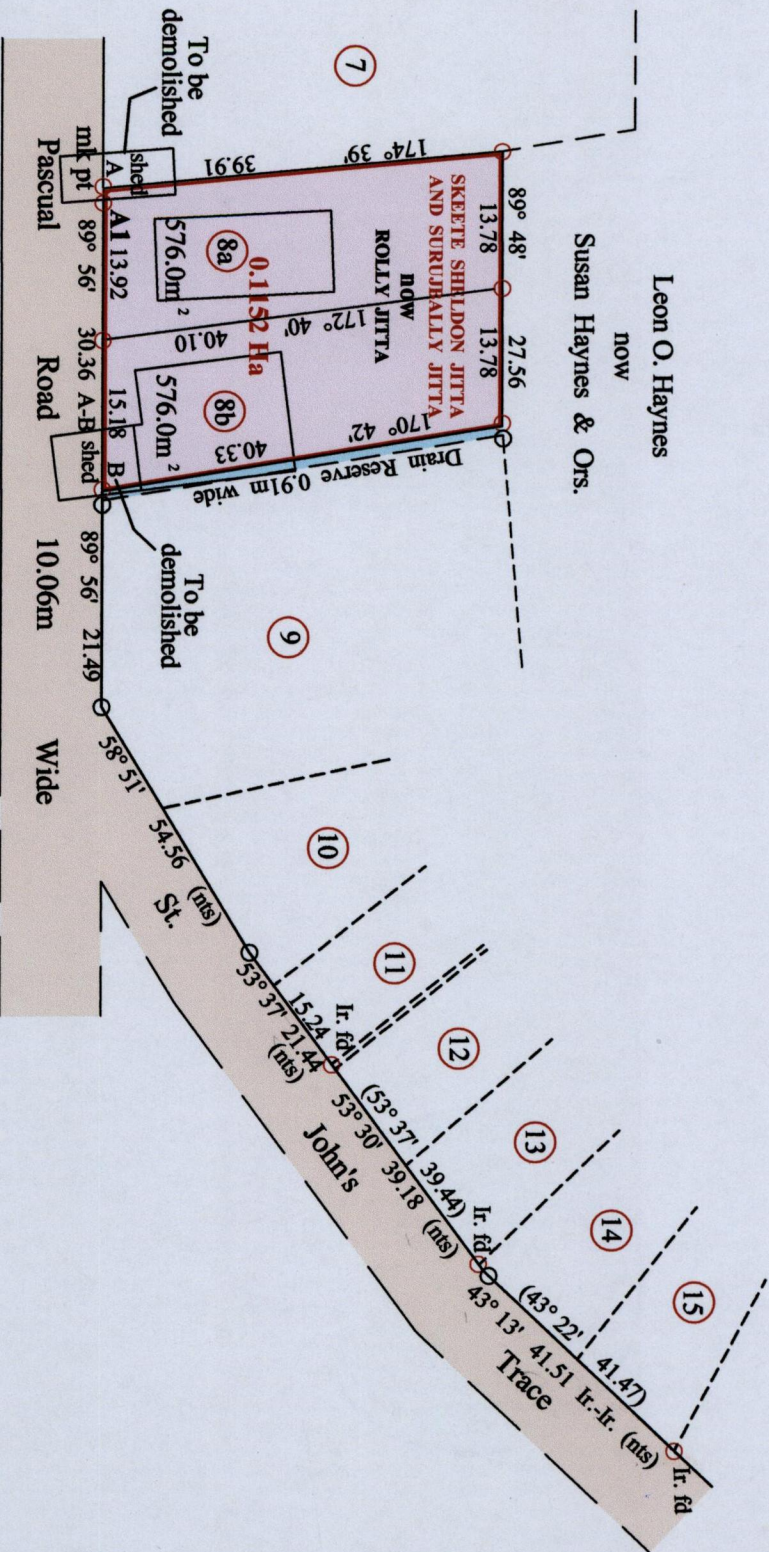 Leon O. Haynes
now
Susan Haynes & Ors.
7
To be
demolished
shed
A
mk pt
174° 39'
39.91
89° 48'
27.56
13.78
13.78
SKEETE SHELDON JITTA
AND SURUJBALLY JITTA
now
ROLLY JITTA
0.1152 Ha
8a
576.0m²
172° 40'
40.10
8b
576.0m²
170° 42'
40.33
Drain Reserve 0.91m wide
A1
13.92
15.18
B
89° 56' 30.36 A-B
shed
To be
demolished
Pascual Road 10.06m Wide
89° 56' 21.49
9
58° 51' 54.56 (nts)
10
11
53° 37' 21.44
(nts)
15.24
Ir. fd
12
(53° 37' 39.44)
53° 30' 39.18 (nts)
13
Ir. fd
14
(43° 22' 41.47)
43° 13' 41.51 Ir.-Ir. (nts)
15
Ir. fd
St. John's Trace